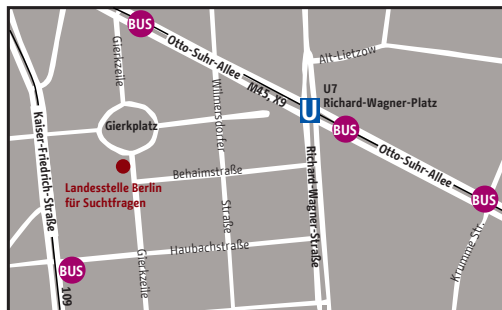 BUS
Otto-Suhr-Allee
M45, X9
Gierkzeile
Wilmersdorfer
Straße
Alt-Lietzow
U
U7
Richard-Wagner-Platz
BUS
Otto-Suhr-Allee
BUS
Kaiser-Friedrich-Straße
Gierkplatz
Behaimstraße
Richard-Wagner-Straße
Landesstelle Berlin
für Suchtfragen
Haubachstraße
Gierkzeile
Krumme Str.
BUS
109